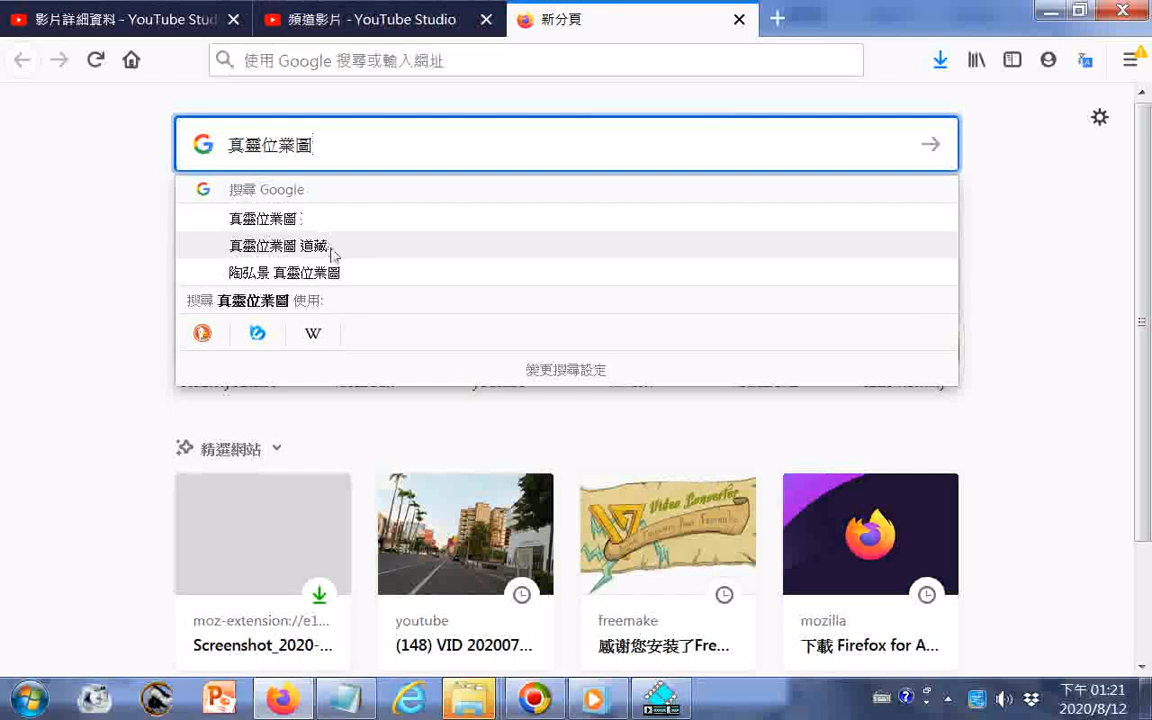 影片詳細資料 - YouTube Stud
頻道影片 - YouTube Studio
新分頁
使用 Google 搜尋或輸入網址
真靈位業圖
搜尋 Google
真靈位業圖 :
真靈位業圖 道藏
陶弘景 真靈位業圖
搜尋 真靈位業圖 使用:
W
變更搜尋設定
精選網站
Video Converter
moz-extension://e1...
youtube
freemake
mozilla
Screenshot_2020-...
(148) VID 202007...
感谢您安装了Fre...
下載 Firefox for A...
下午 01:21
2020/8/12